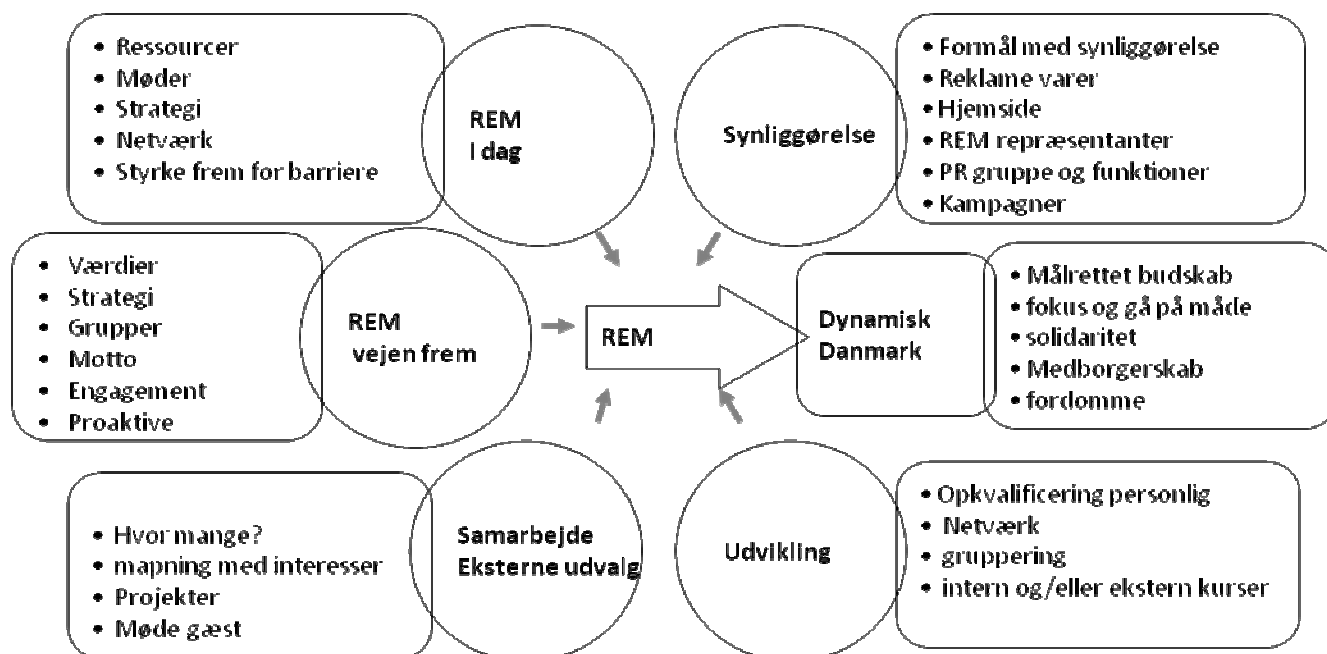 • Ressourcer
• Møder
• Strategi
• Netværk
• Styrke frem for barriere
REM
I dag
Synliggørelse
• Formål med synliggørelse
• Reklame varer
• Hjemside
• REM repræsentanter
• PR gruppe og funktioner
• Kampagner
• Værdier
• Strategi
• Grupper
• Motto
• Engagement
• Proaktive
REM
vejen frem
REM
Dynamisk
Danmark
• Målrettet budskab
• fokus og gå på måde
• solidaritet
• Medborgerskab
• fordomme
• Hvor mange?
• mapning med interesser
• Projekter
• Møde gæst
Samarbejde
Eksterne udvalg
Udvikling
• Opkvalificering personlig
• Netværk
• gruppering
• intern og/eller ekstern kurser